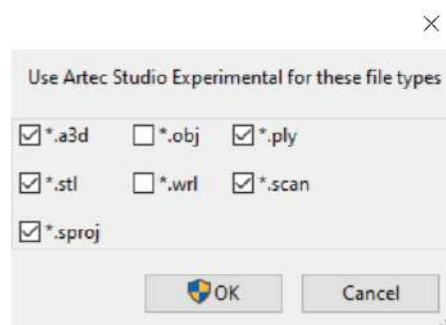 Use Artec Studio Experimental for these file types
*.a3d *.obj *.ply
*.stl *.wrl *.scan
*.sproj
OK Cancel